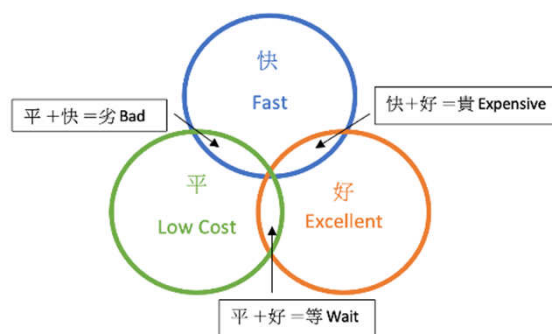 快
Fast
平＋快＝劣 Bad
快＋好＝貴 Expensive
平
Low Cost
好
Excellent
平＋好＝等 Wait